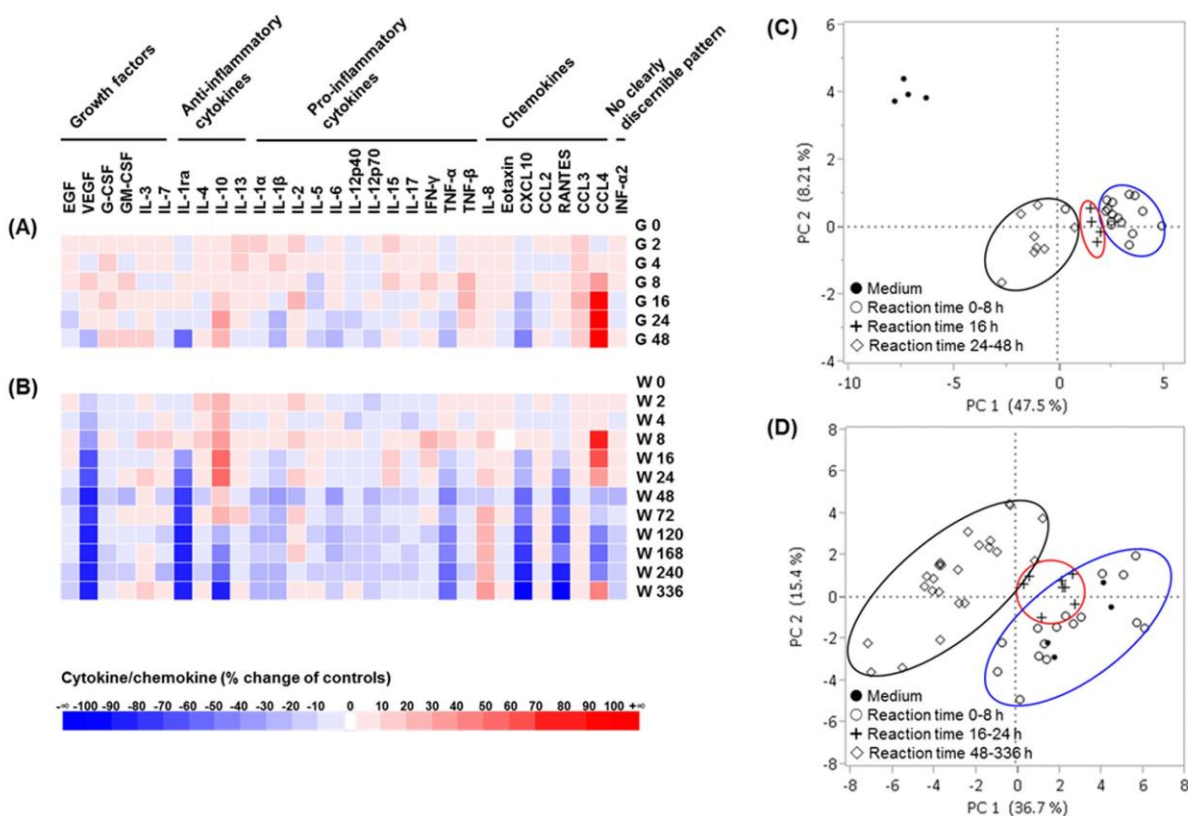 Growth factors
Anti-inflammatory
cytokines
Pro-inflammatory
cytokines
Chemokines
No clearly
discernible pattern
EGF
VEGF
G-CSF
GM-CSF
IL-3
IL-7
IL-1ra
IL-4
IL-10
IL-13
IL-1α
IL-1β
IL-2
IL-5
IL-6
IL-12p40
IL-12p70
IL-15
IL-17
IFN-γ
TNF-α
TNF-β
IL-8
Eotaxin
CXCL10
CCL2
RANTES
CCL3
CCL4
INF-α2
(A)
G 0
G 2
G 4
G 8
G 16
G 24
G 48
(B)
W 0
W 2
W 4
W 8
W 16
W 24
W 48
W 72
W 120
W 168
W 240
W 336
Cytokine/chemokine (% change of controls)
-∞ -100 -90 -80 -70 -60 -50 -40 -30 -20 -10 0 10 20 30 40 50 60 70 80 90 100 +∞
(C)
PC 2 (8.21 %)
6
4
2
0
-2
-4
Medium
Reaction time 0-8 h
Reaction time 16 h
Reaction time 24-48 h
-10 -5 0 5
PC 1 (47.5 %)
(D)
PC 2 (15.4 %)
8
6
4
2
0
-2
-4
-6
-8
Medium
Reaction time 0-8 h
Reaction time 16-24 h
Reaction time 48-336 h
-8 -6 -4 -2 0 2 4 6 8
PC 1 (36.7 %)